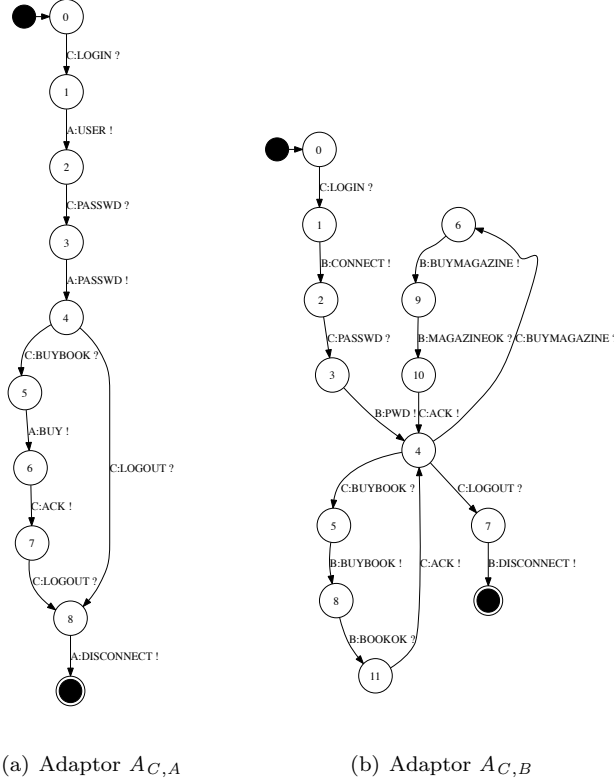 0
C:LOGIN ?
1
A:USER !
2
C:PASSWD ?
3
A:PASSWD !
4
C:BUYBOOK ?
5
A:BUY !
6
C:LOGOUT ?
C:ACK !
7
C:LOGOUT ?
8
A:DISCONNECT !
(a) Adaptor A_{C,A}
0
C:LOGIN ?
1
6
B:CONNECT !
B:BUYMAGAZINE !
2
9
C:PASSWD ?
B:MAGAZINEOK ?
C:BUYMAGAZINE ?
3
10
B:PWD !
C:ACK !
4
C:BUYBOOK ?
C:LOGOUT ?
5
7
B:BUYBOOK !
C:ACK !
B:DISCONNECT !
8
B:BOOKOK ?
11
(b) Adaptor A_{C,B}